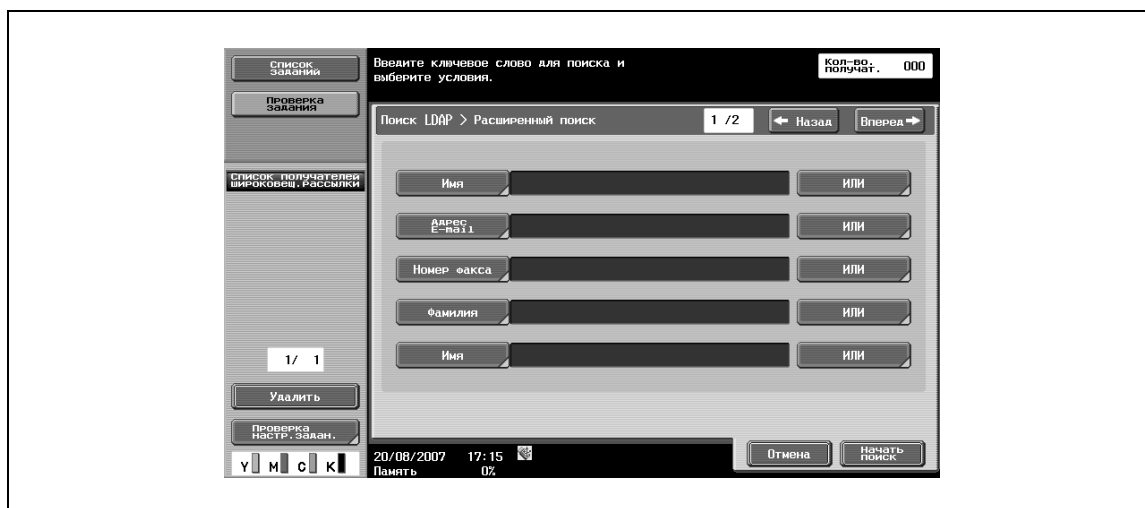 Список
заданий
Проверка
задания
Список получателей
широковещ.рассылки
1/ 1
Удалить
Проверка
настр.задан.
Y M C K
Введите ключевое слово для поиска и
выберите условия.
Кол-во.
получат. 000
Поиск LDAP > Расширенный поиск 1 /2 Назад Вперед
Имя ИЛИ
Адрес
E-mail ИЛИ
Номер факса ИЛИ
Фамилия ИЛИ
Имя ИЛИ
20/08/2007 17:15
Память 0%
Отмена
Начать
поиск